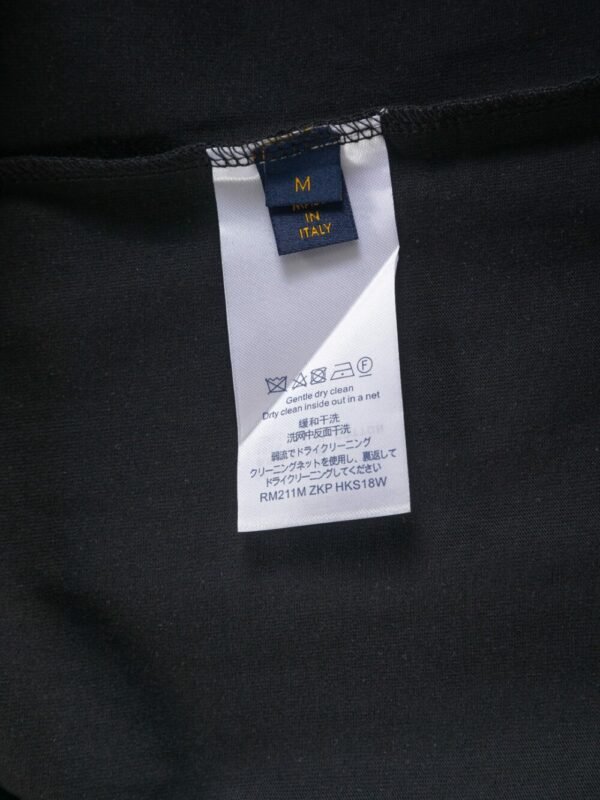 M
IN
ITALY
F
Gentle dry clean
Drty clean inside out in a net
缓和干洗
洗网中反面干洗
弱流でドライクリーニング
クリーニングネットを使用し、裏返して
ドライクリーニングしてください
RM211M ZKP HKS18W